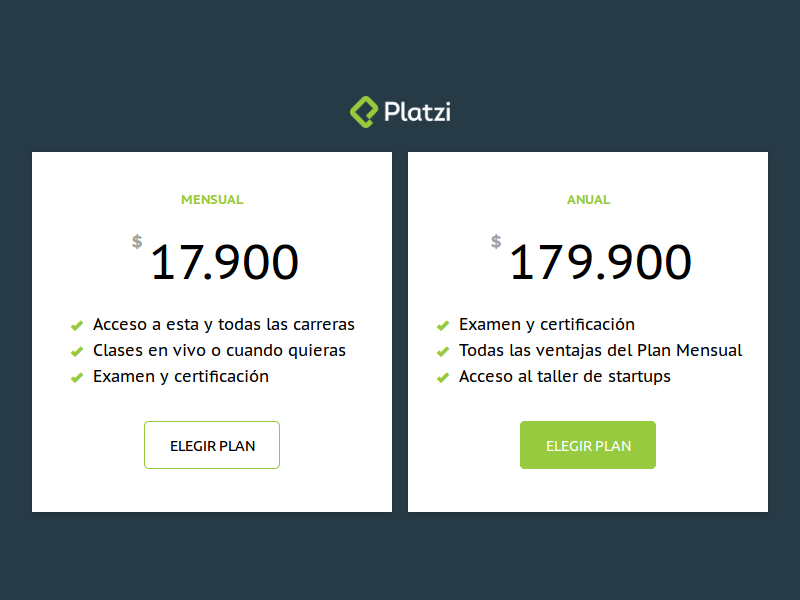 Platzi
MENSUAL
$ 17.900
Acceso a esta y todas las carreras
Clases en vivo o cuando quieras
Examen y certificación
ELEGIR PLAN
ANUAL
$ 179.900
Examen y certificación
Todas las ventajas del Plan Mensual
Acceso al taller de startups
ELEGIR PLAN